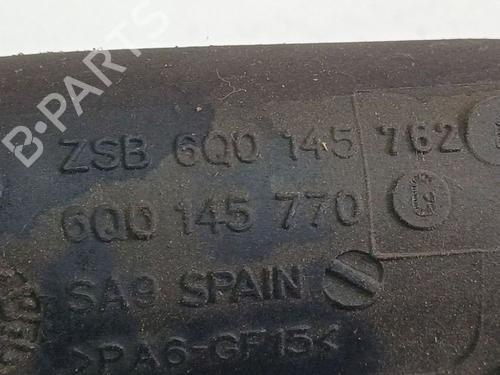 B-PARTS
ZSB 6Q0 145 762
6Q0 145 770 G
SA9 SPAIN
>PA6-GF15<